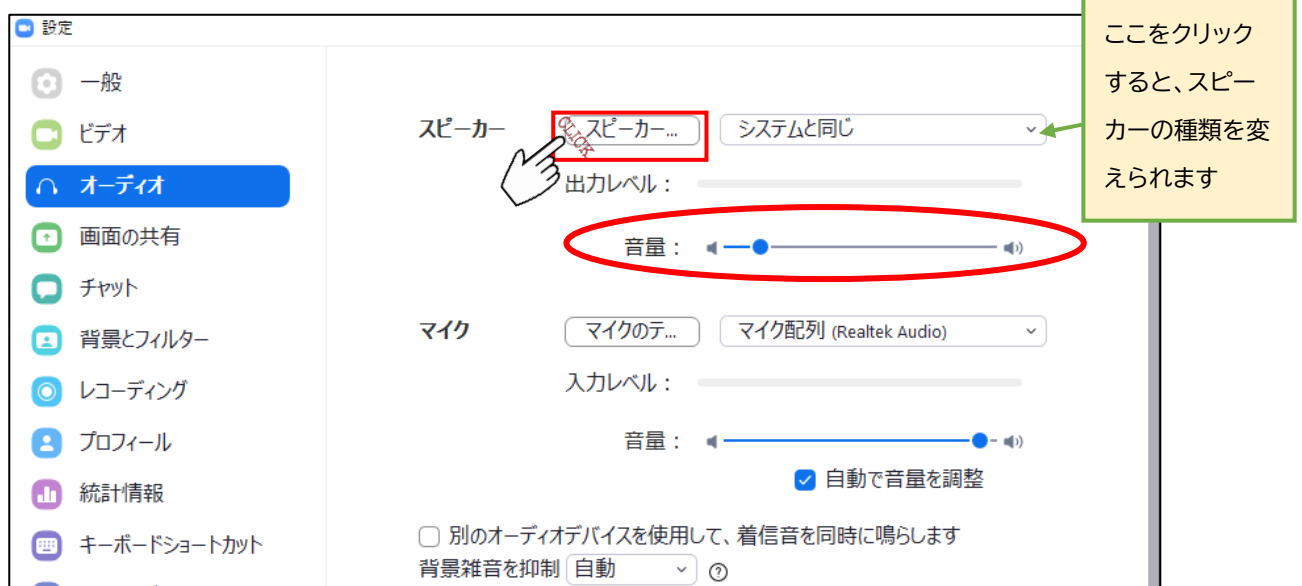 設定
ここをクリック
すると、スピー
カーの種類を変
えられます
一般
ビデオ
オーディオ
画面の共有
チャット
背景とフィルター
レコーディング
プロフィール
統計情報
キーボードショートカット
スピーカー
スピーカー...
CLICK
システムと同じ
出力レベル：
音量：
マイク
マイクのテ...
マイク配列 (Realtek Audio)
入力レベル：
音量：
自動で音量を調整
別のオーディオデバイスを使用して、着信音を同時に鳴らします
背景雑音を抑制 自動 ?